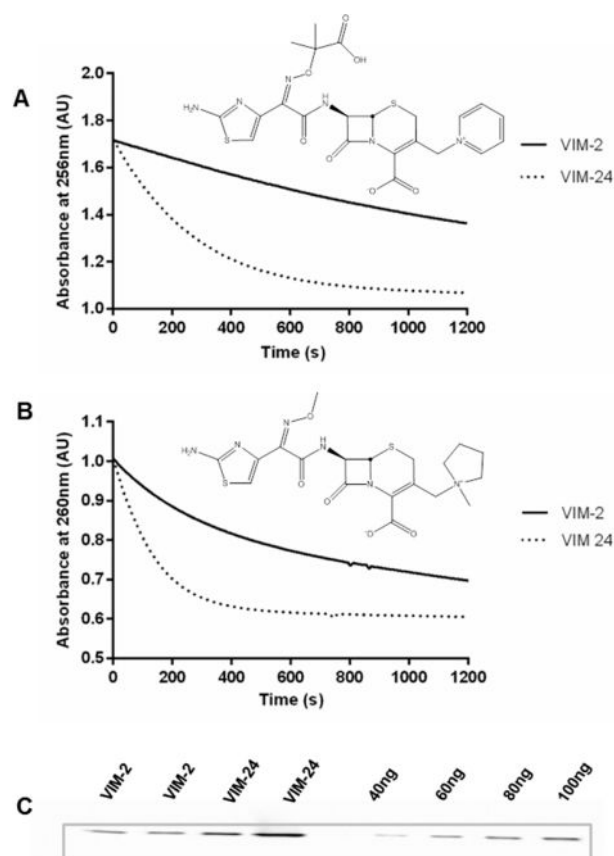 A
2.0
1.8
1.6
1.4
1.2
1.0
Absorbance at 256nm (AU)
0 200 400 600 800 1000 1200
Time (s)
O
OH
O
N
H₂N
N
S
O
H
N
H
S
O
N
O
⁻O
N⁺
VIM-2
VIM-24
B
1.1
1.0
0.9
0.8
0.7
0.6
0.5
Absorbance at 260nm (AU)
0 200 400 600 800 1000 1200
Time (s)
O
N
H₂N
N
S
O
H
N
H
S
O
N
O
⁻O
N⁺
VIM-2
VIM 24
C
VIM-2 VIM-2 VIM-24 VIM-24 40ng 60ng 80ng 100ng